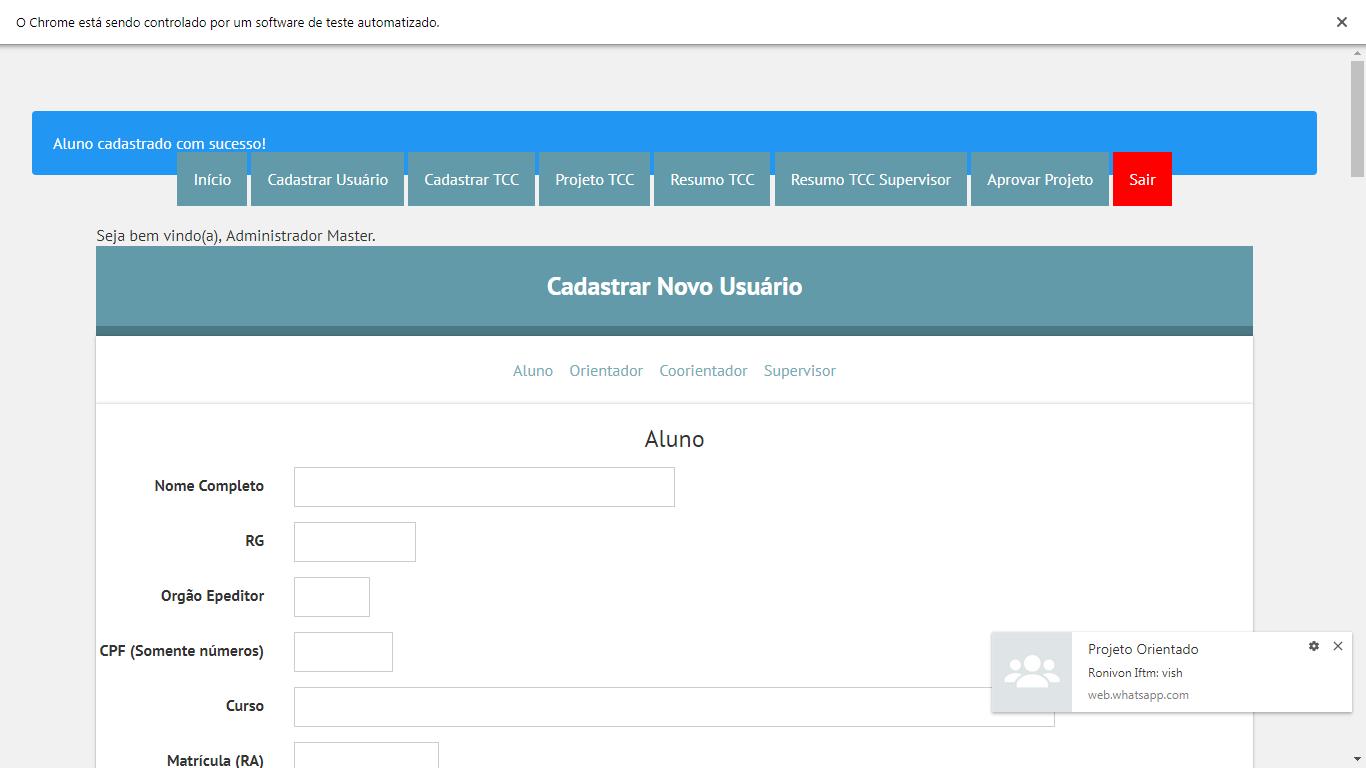 O Chrome está sendo controlado por um software de teste automatizado.
Aluno cadastrado com sucesso!
Início Cadastrar Usuário Cadastrar TCC Projeto TCC Resumo TCC Resumo TCC Supervisor Aprovar Projeto Sair
Seja bem vindo(a), Administrador Master.
Cadastrar Novo Usuário
Aluno Orientador Coorientador Supervisor
Aluno
Nome Completo
RG
Orgão Epeditor
CPF (Somente números)
Curso
Matrícula (RA)
Projeto Orientado
Ronivon Iftm: vish
web.whatsapp.com